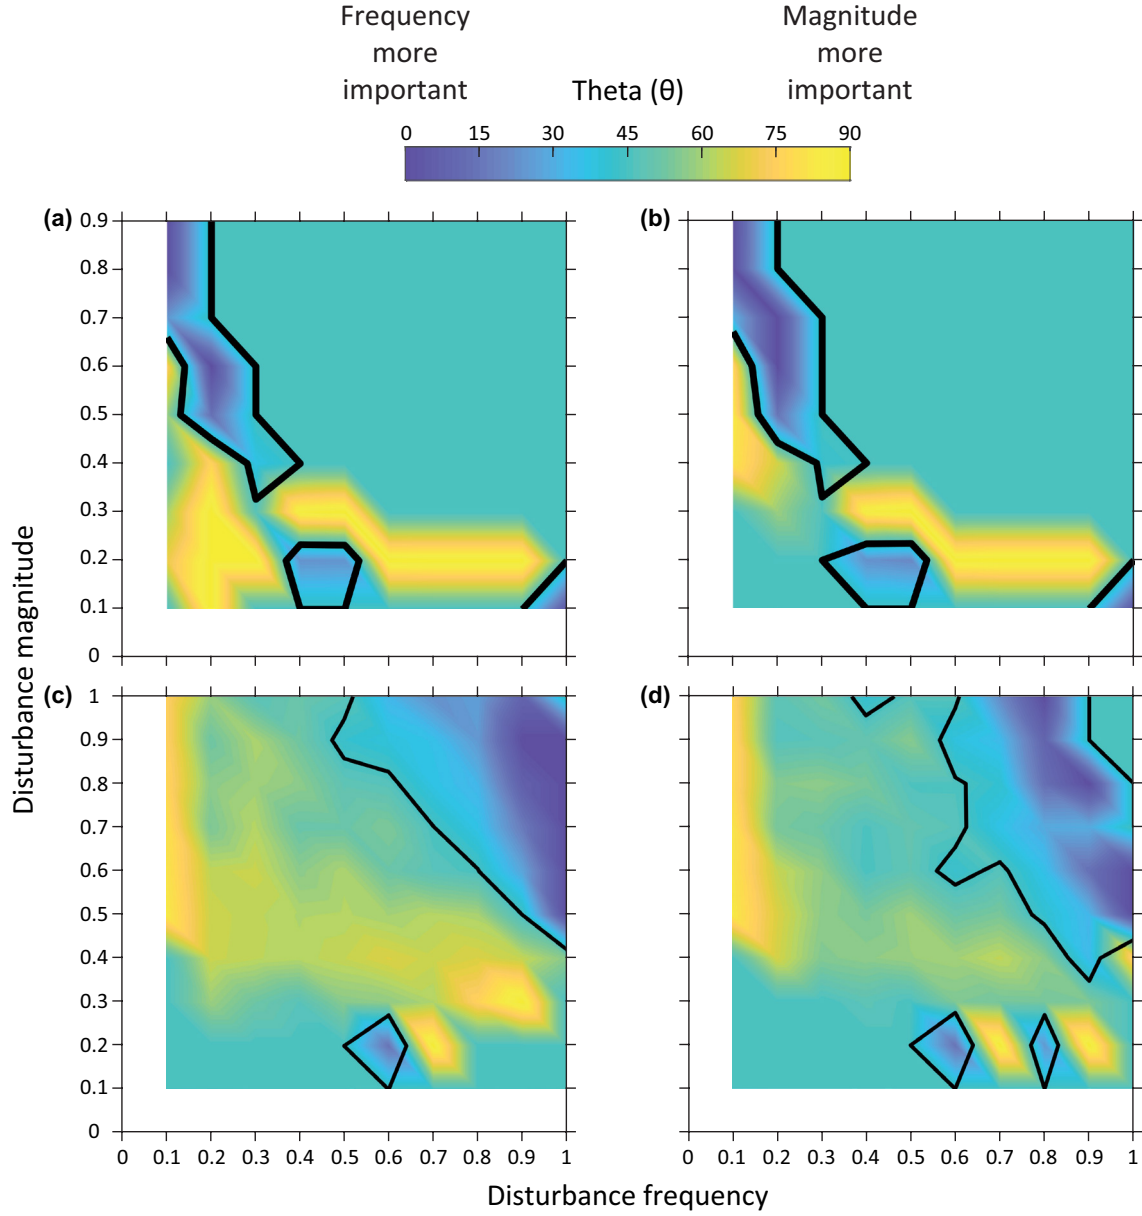 Frequency more important
Magnitude more important
Theta (θ)
0 15 30 45 60 75 90
(a)
0.9
0.8
0.7
0.6
0.5
0.4
0.3
0.2
0.1
0
(b)
(c)
1
0.9
0.8
0.7
0.6
0.5
0.4
0.3
0.2
0.1
0
(d)
0 0.1 0.2 0.3 0.4 0.5 0.6 0.7 0.8 0.9 1
0 0.1 0.2 0.3 0.4 0.5 0.6 0.7 0.8 0.9 1
Disturbance magnitude
Disturbance frequency